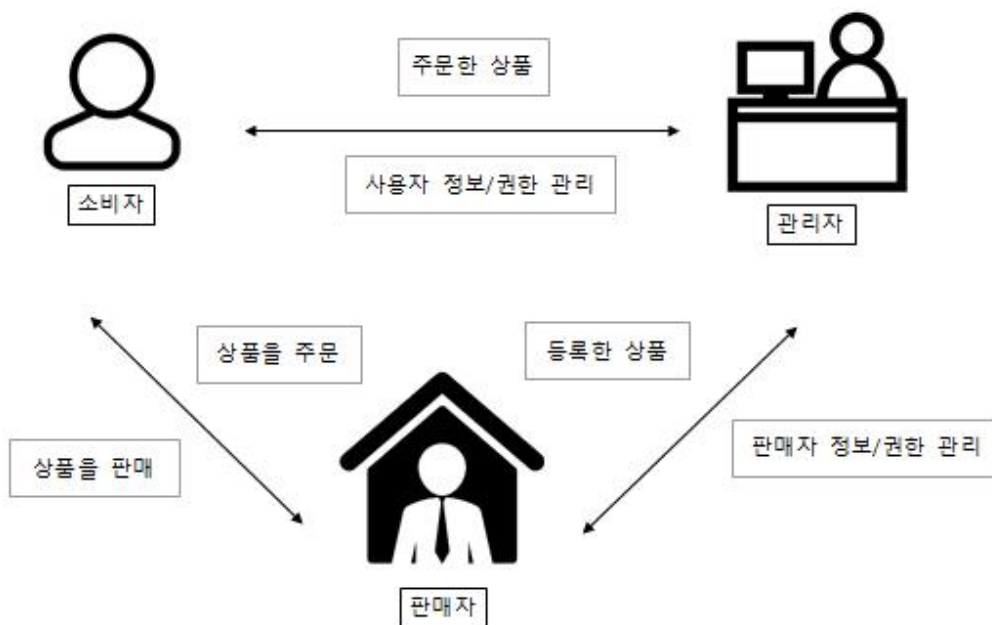 주문한 상품
사용자 정보/권한 관리
소비자
관리자
상품을 주문
등록한 상품
상품을 판매
판매자 정보/권한 관리
판매자